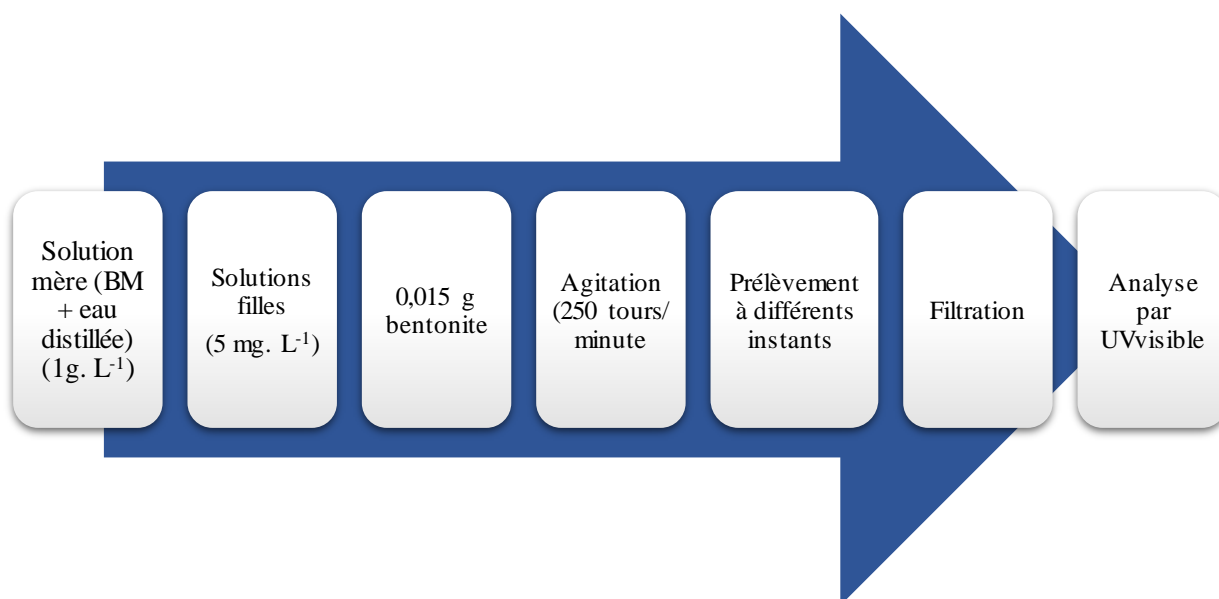 Solution
mère (BM
+ eau
distillée)
(1g. L-1)
Solutions
filles
(5 mg. L-1)
0,015 g
bentonite
Agitation
(250 tours/
minute
Prélèvement
à différents
instants
Filtration
Analyse
par
UVvisible